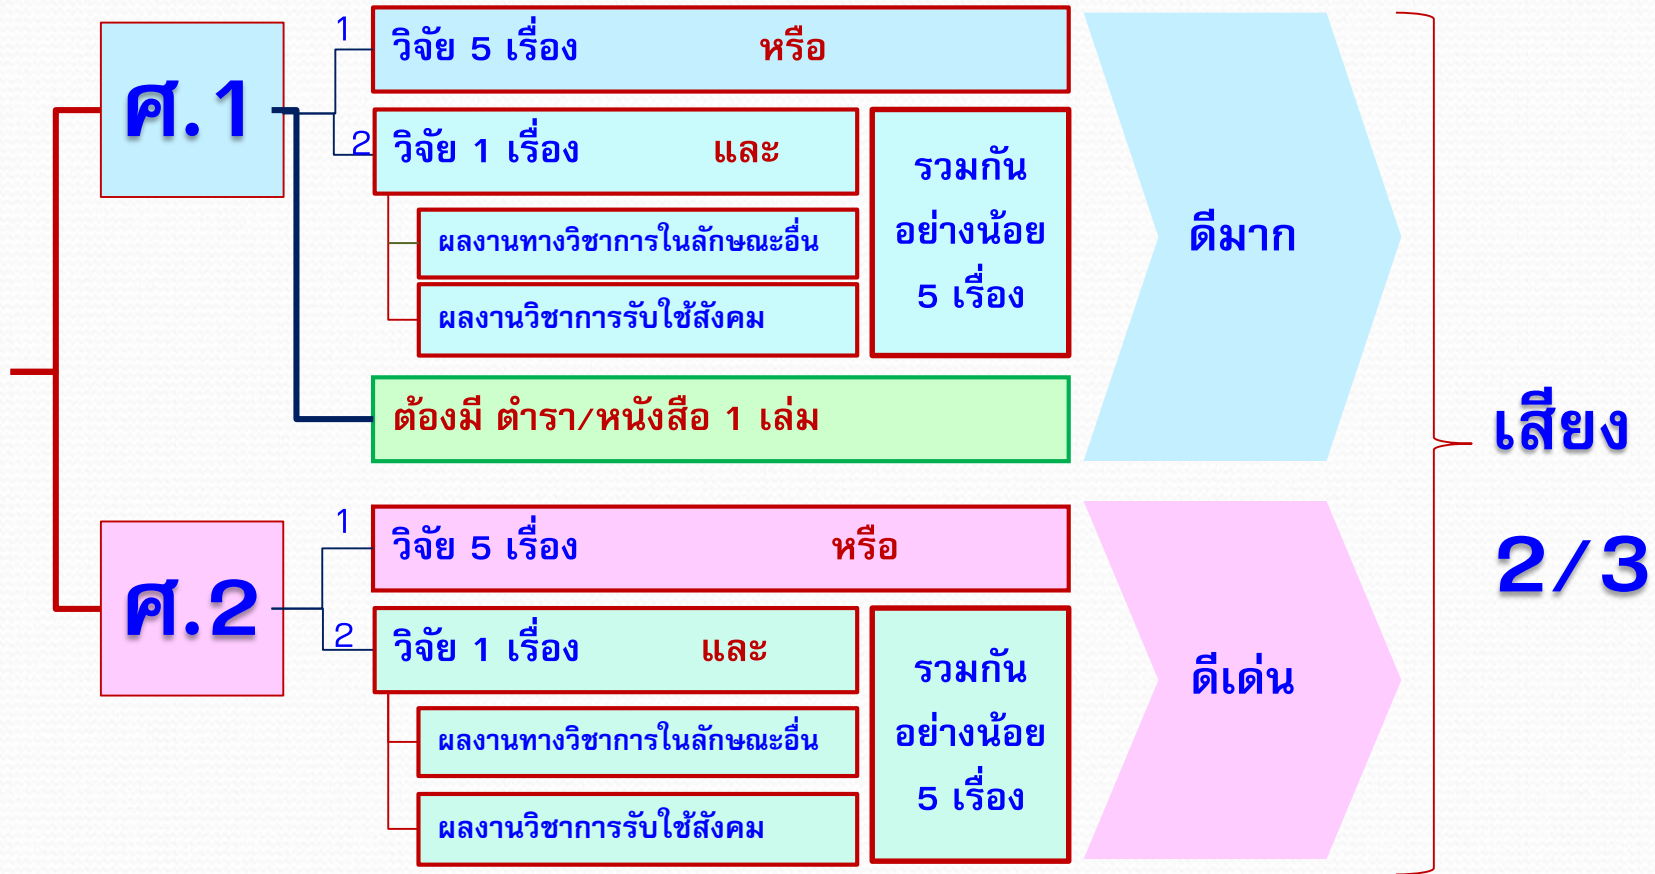 ศ.1
1
วิจัย 5 เรื่อง หรือ
2
วิจัย 1 เรื่อง และ
ผลงานทางวิชาการในลักษณะอื่น
ผลงานวิชาการรับใช้สังคม
รวมกัน
อย่างน้อย
5 เรื่อง
ต้องมี ตำรา/หนังสือ 1 เล่ม
ดีมาก
ศ.2
1
วิจัย 5 เรื่อง หรือ
2
วิจัย 1 เรื่อง และ
ผลงานทางวิชาการในลักษณะอื่น
ผลงานวิชาการรับใช้สังคม
รวมกัน
อย่างน้อย
5 เรื่อง
ดีเด่น
เสียง
2/3